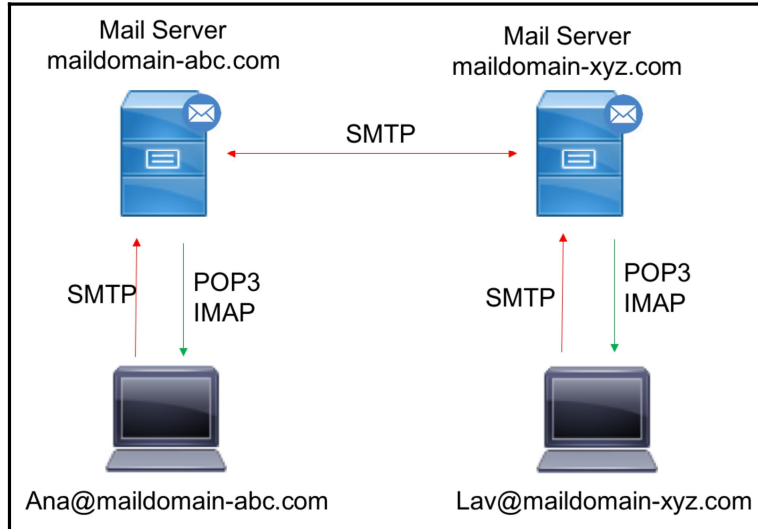 Mail Server
maildomain-abc.com
Mail Server
maildomain-xyz.com
SMTP
SMTP
POP3
IMAP
SMTP
POP3
IMAP
Ana@maildomain-abc.com
Lav@maildomain-xyz.com